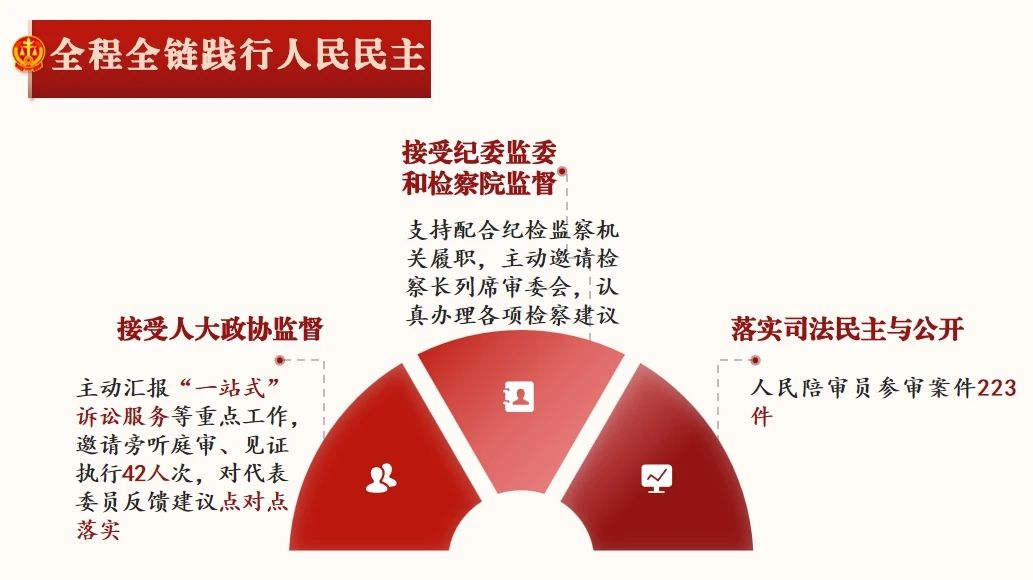 全程全链践行人民民主
接受纪委监委
和检察院监督
支持配合纪检监察机
关履职，主动邀请检
察长列席审委会，认
真办理各项检察建议
接受人大政协监督
主动汇报“一站式”
诉讼服务等重点工作，
邀请旁听庭审、见证
执行42人次，对代表
委员反馈建议点对点
落实
落实司法民主与公开
人民陪审员参审案件223
件